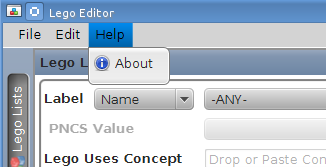 Lego Editor
File Edit Help
About
Lego L
Lego Lists
Label Name -ANY-
PNCS Value
Lego Uses Concept Drop or Paste Con